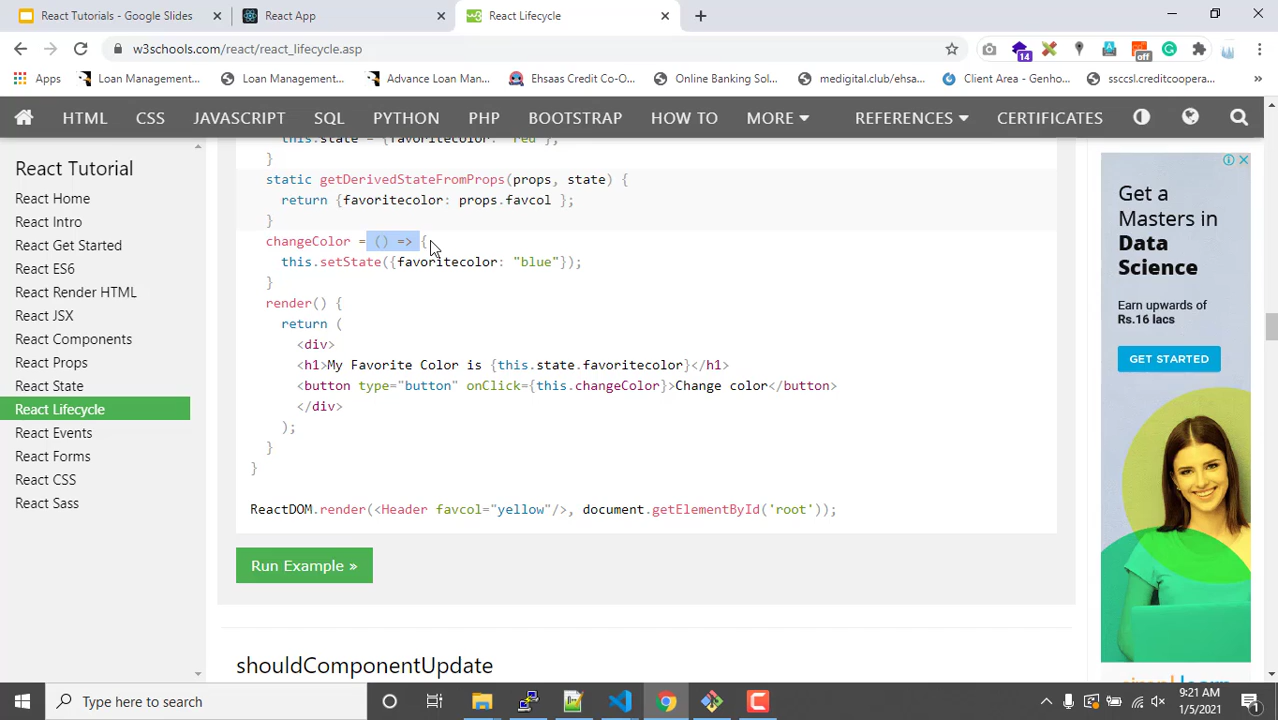 React Tutorials - Google Slides
React App
React Lifecycle
w3schools.com/react/react_lifecycle.asp
14
off
Apps
Loan Management...
Loan Management...
Advance Loan Man...
Ehsaas Credit Co-O...
Online Banking Sol...
medigital.club/ehsa...
Client Area - Genho...
ssccsl.creditcoopera...
HTML
CSS
JAVASCRIPT
SQL
PYTHON
PHP
BOOTSTRAP
HOW TO
MORE
REFERENCES
CERTIFICATES
React Tutorial
React Home
React Intro
React Get Started
React ES6
React Render HTML
React JSX
React Components
React Props
React State
React Lifecycle
React Events
React Forms
React CSS
React Sass
this.state = {favoritecolor: "red"};
}
static getDerivedStateFromProps(props, state) {
return {favoritecolor: props.favcol };
}
changeColor = () => {
this.setState({favoritecolor: "blue"});
}
render() {
return (
<div>
<h1>My Favorite Color is {this.state.favoritecolor}</h1>
<button type="button" onClick={this.changeColor}>Change color</button>
</div>
);
}
}
ReactDOM.render(<Header favcol="yellow"/>, document.getElementById('root'));
Run Example »
shouldComponentUpdate
Get a
Masters in
Data
Science
Earn upwards of
Rs.16 lacs
GET STARTED
Type here to search
9:21 AM
1/5/2021
1